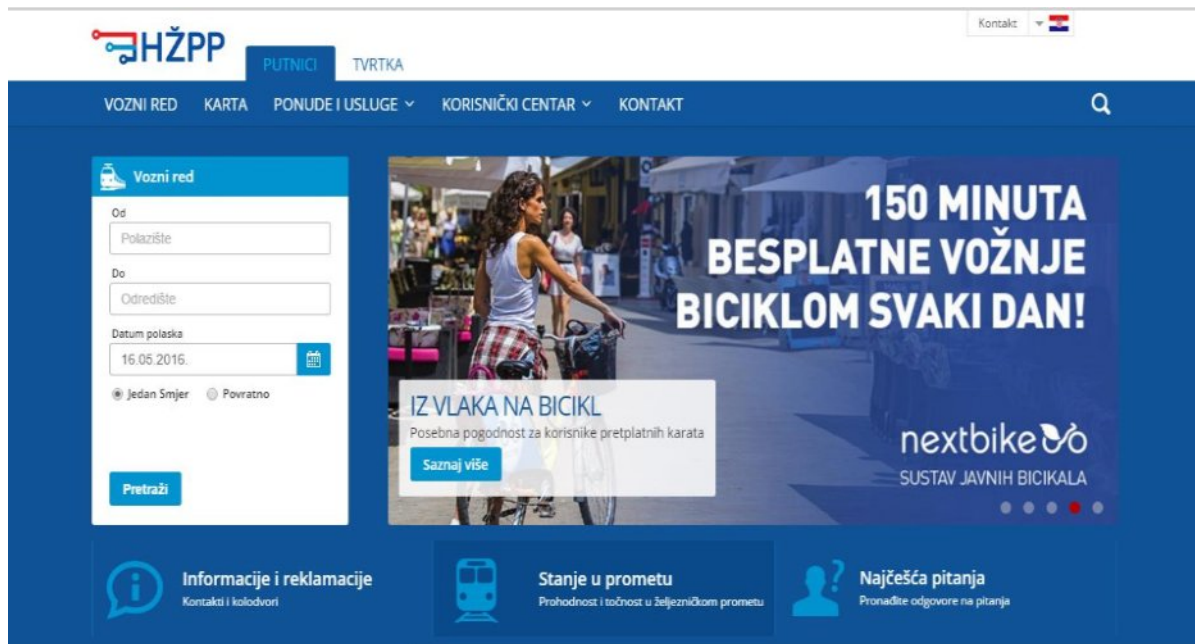 Kontakt
HŽPP
PUTNICI
TVRTKA
VOZNI RED
KARTA
PONUDE I USLUGE
KORISNIČKI CENTAR
KONTAKT
Vozni red
Od
Polazište
Do
Odredište
Datum polaska
16.05.2016.
Jedan Smjer
Povratno
Pretraži
150 MINUTA
BESPLATNE VOŽNJE
BICIKLOM SVAKI DAN!
IZ VLAKA NA BICIKL
Posebna pogodnost za korisnike pretplatnih karata
Saznaj više
nextbike
SUSTAV JAVNIH BICIKALA
Informacije i reklamacije
Kontakti i kolodvori
Stanje u prometu
Prohodnost i točnost u željezničkom prometu
Najčešća pitanja
Pronađite odgovore na pitanja